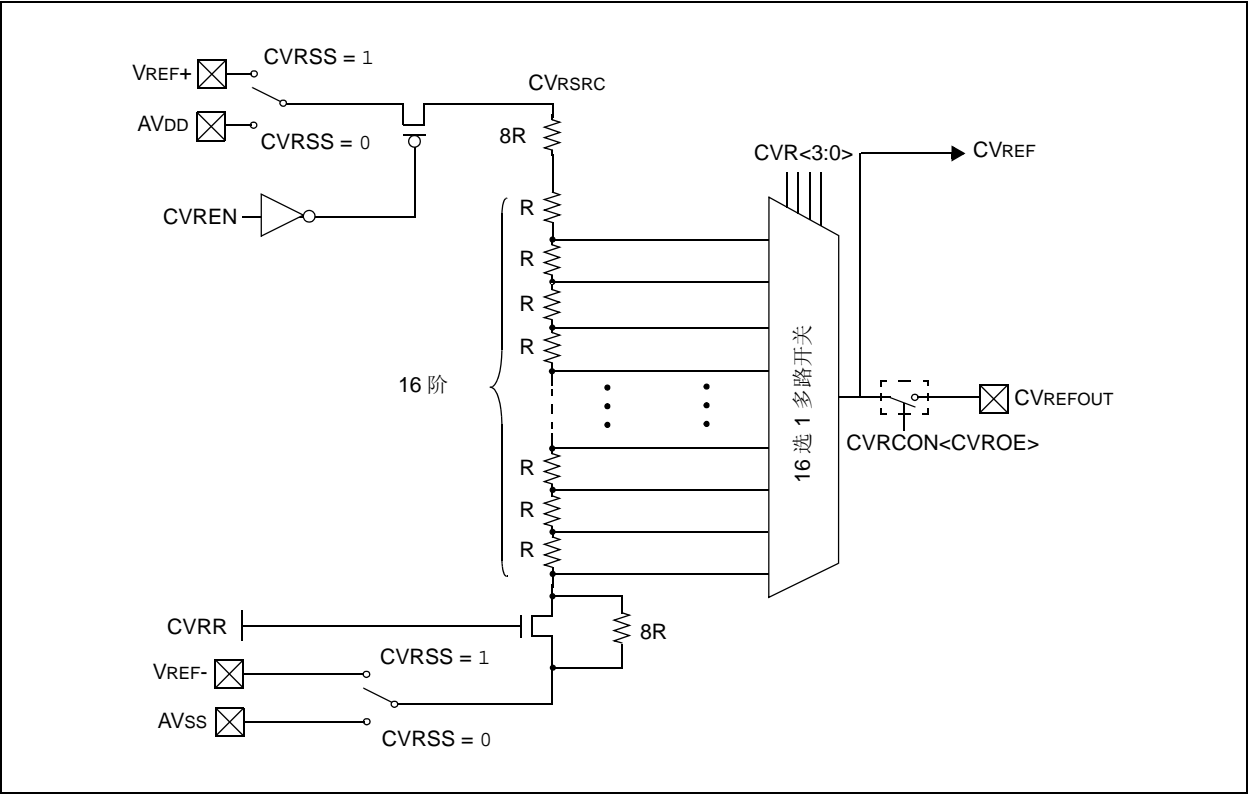 CVRSS = 1
VREF+
CVRSRC
AVDD
8R
CVRSS = 0
CVR<3:0>
CVREF
CVREN
R
R
R
R
16 阶
16 选 1 多路开关
CVREFOUT
CVRCON<CVROE>
R
R
R
CVRR
8R
CVRSS = 1
VREF-
AVSS
CVRSS = 0